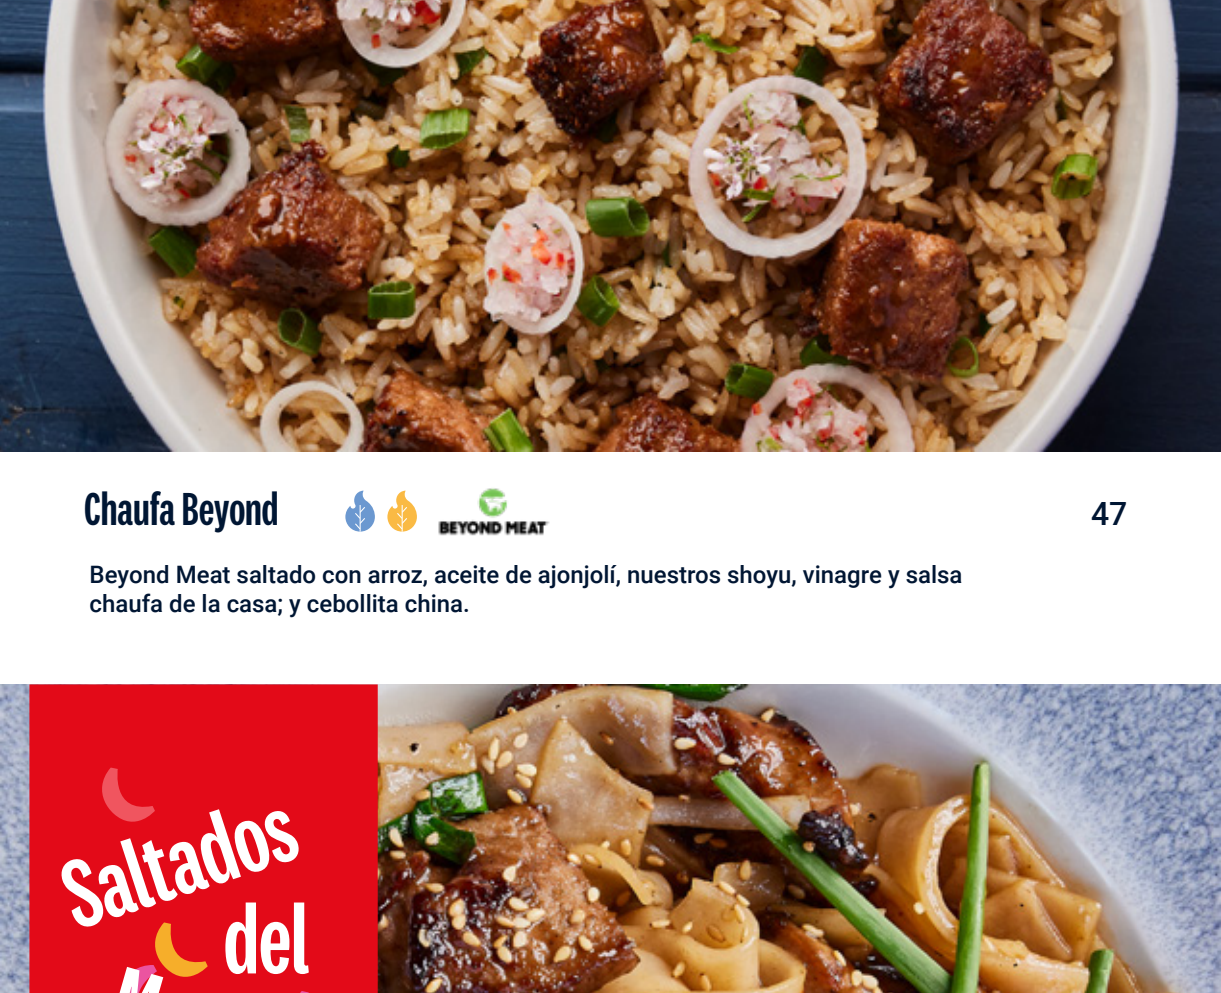 Chaufa Beyond
BEYOND MEAT
47
Beyond Meat saltado con arroz, aceite de ajonjolí, nuestros shoyu, vinagre y salsa
chaufa de la casa; y cebollita china.
Saltados
del